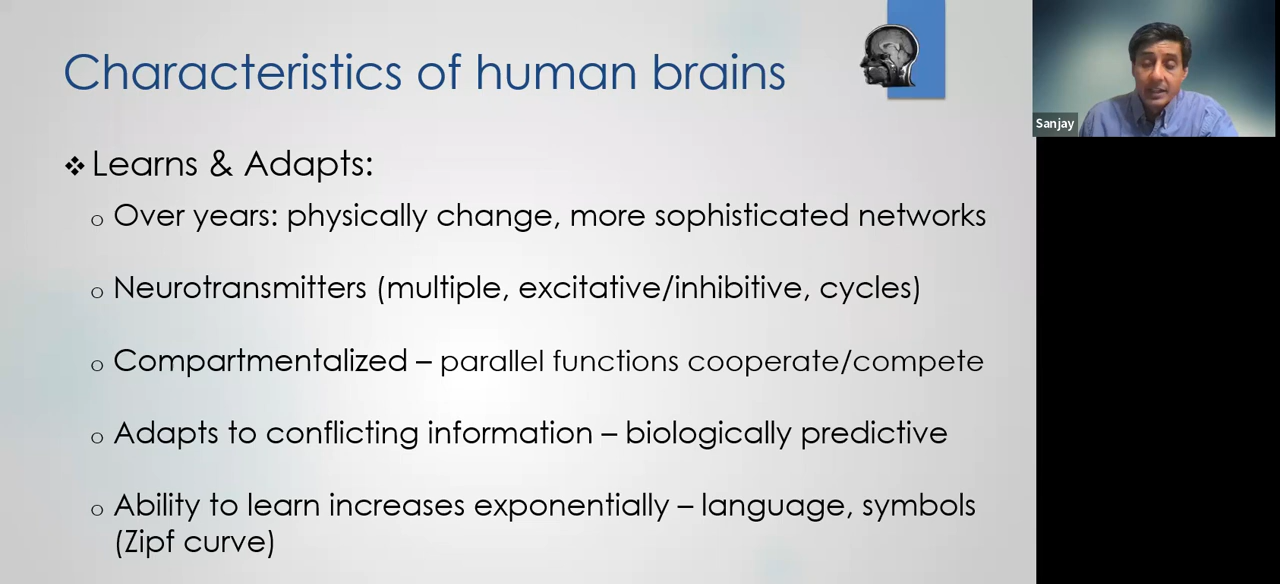 Characteristics of human brains
Sanjay
❖ Learns & Adapts:
o Over years: physically change, more sophisticated networks
o Neurotransmitters (multiple, excitative/inhibitive, cycles)
o Compartmentalized – parallel functions cooperate/compete
o Adapts to conflicting information – biologically predictive
o Ability to learn increases exponentially – language, symbols
(Zipf curve)